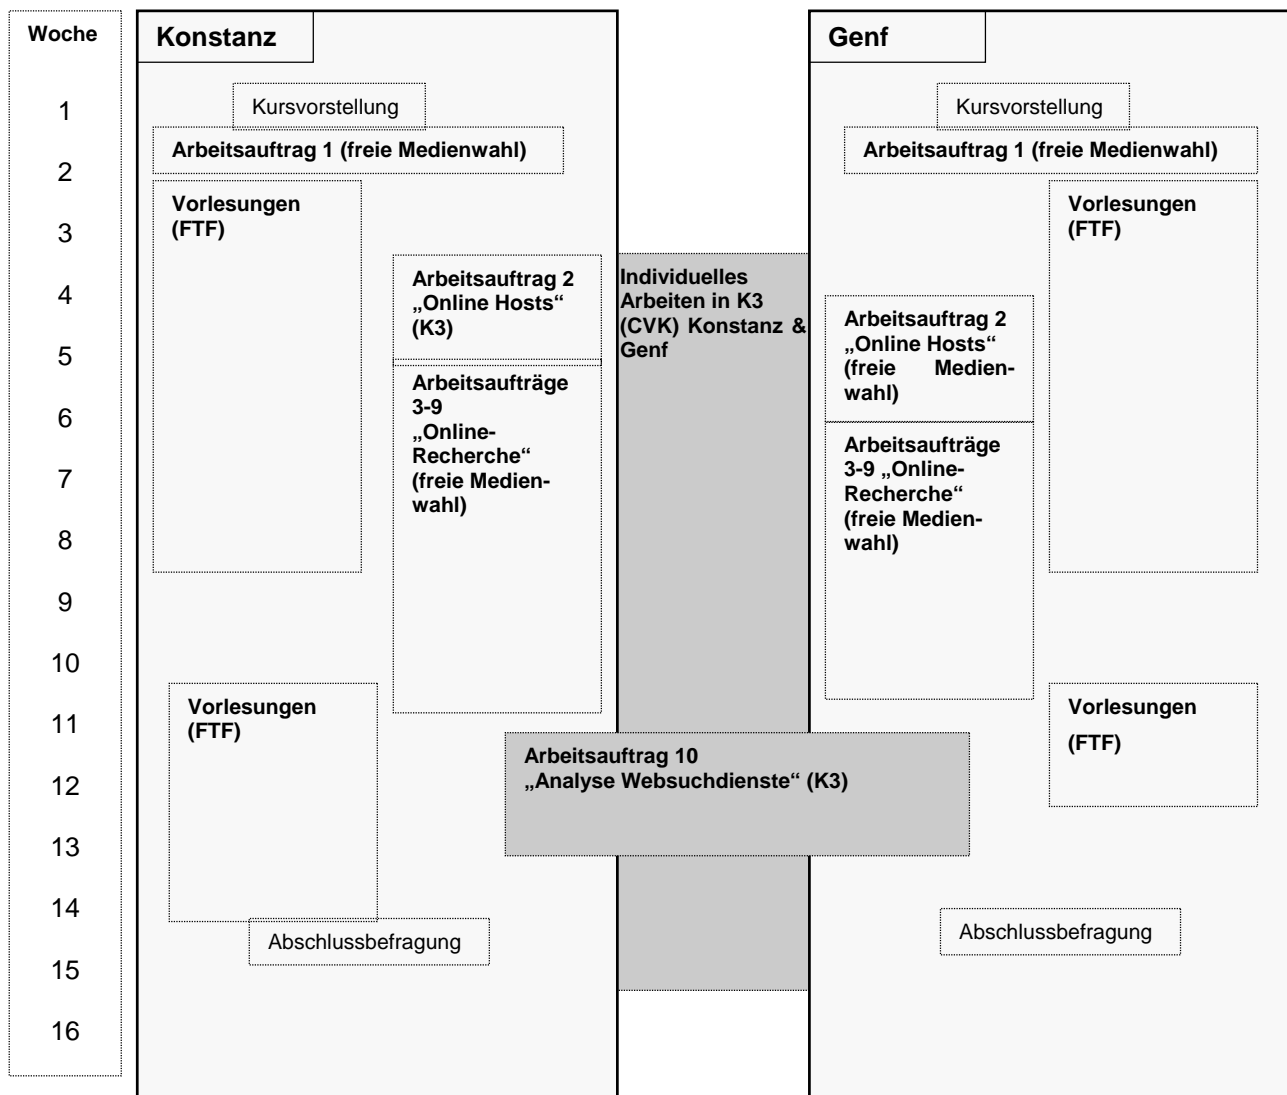 Woche
1
2
3
4
5
6
7
8
9
10
11
12
13
14
15
16
Konstanz
Kursvorstellung
Arbeitsauftrag 1 (freie Medienwahl)
Vorlesungen
(FTF)
Arbeitsauftrag 2
„Online Hosts“
(K3)
Arbeitsaufträge
3-9
„Online-
Recherche“
(freie Medien-
wahl)
Vorlesungen
(FTF)
Abschlussbefragung
Individuelles
Arbeiten in K3
(CVK) Konstanz &
Genf
Arbeitsauftrag 10
„Analyse Websuchdienste“ (K3)
Genf
Kursvorstellung
Arbeitsauftrag 1 (freie Medienwahl)
Vorlesungen
(FTF)
Arbeitsauftrag 2
„Online Hosts“
(freie Medien-
wahl)
Arbeitsaufträge
3-9 „Online-
Recherche“
(freie Medien-
wahl)
Vorlesungen
(FTF)
Abschlussbefragung